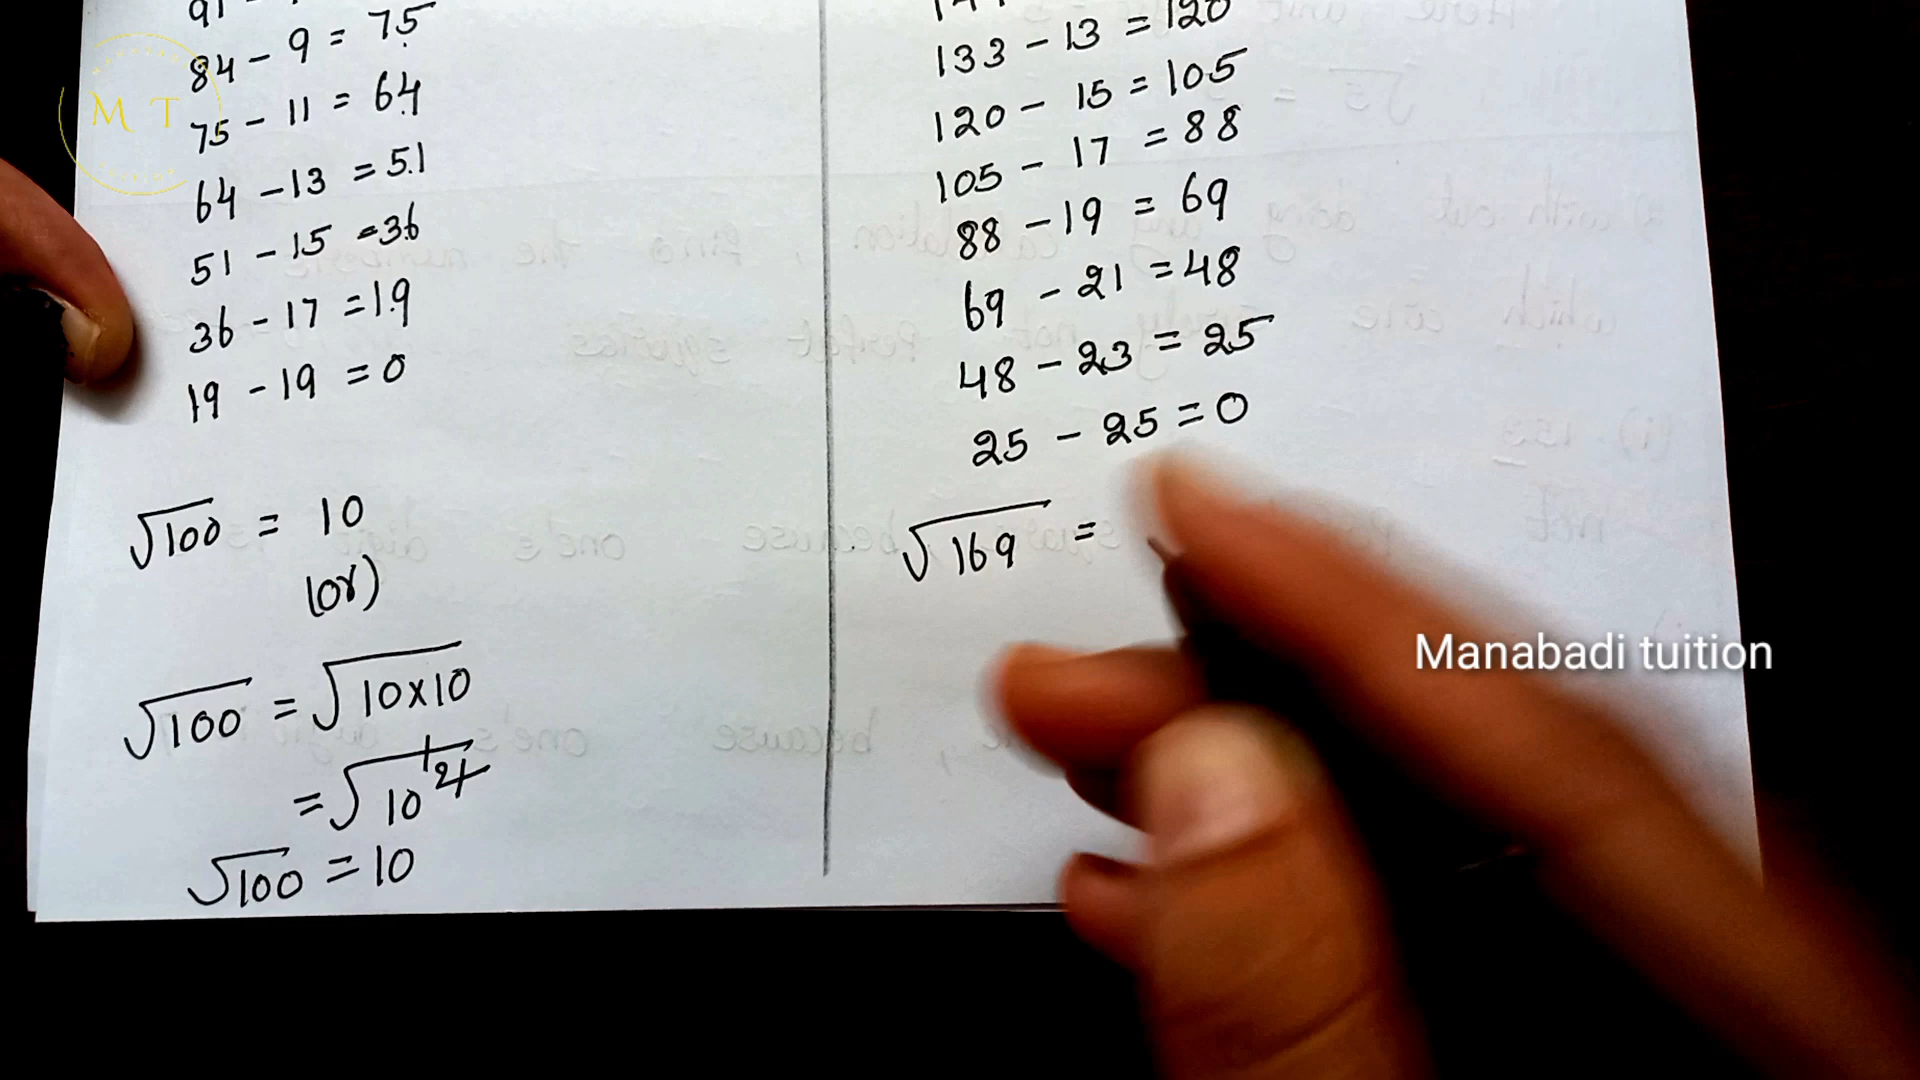 91
84 - 9 = 75
75 - 11 = 64
64 - 13 = 51
51 - 15 = 36
36 - 17 = 19
19 - 19 = 0
√100 = 10
(or)
√100 = √10x10
= √10²
√100 = 10
133 - 13 = 120
120 - 15 = 105
105 - 17 = 88
88 - 19 = 69
69 - 21 = 48
48 - 23 = 25
25 - 25 = 0
√169 =
M T
Manabadi tuition